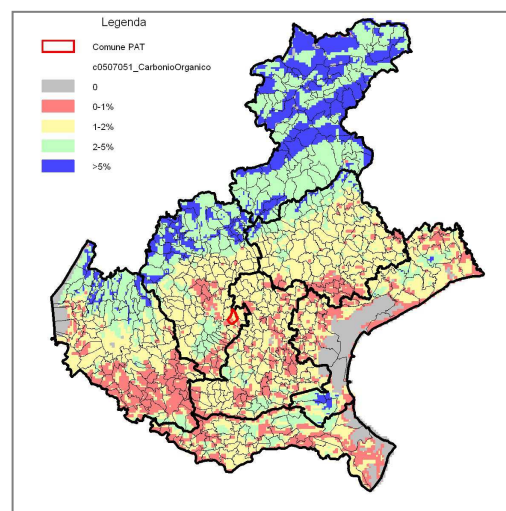 Legenda
Comune PAT
c0507051_CarbonioOrganico
0
0-1%
1-2%
2-5%
>5%